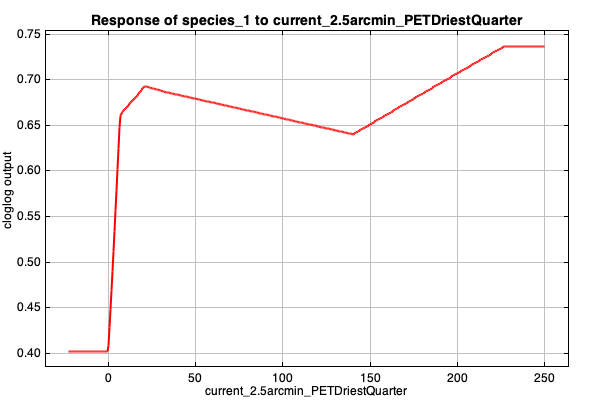 Response of species_1 to current_2.5arcmin_PETDriestQuarter
cloglog output
0.75
0.70
0.65
0.60
0.55
0.50
0.45
0.40
0 50 100 150 200 250
current_2.5arcmin_PETDriestQuarter